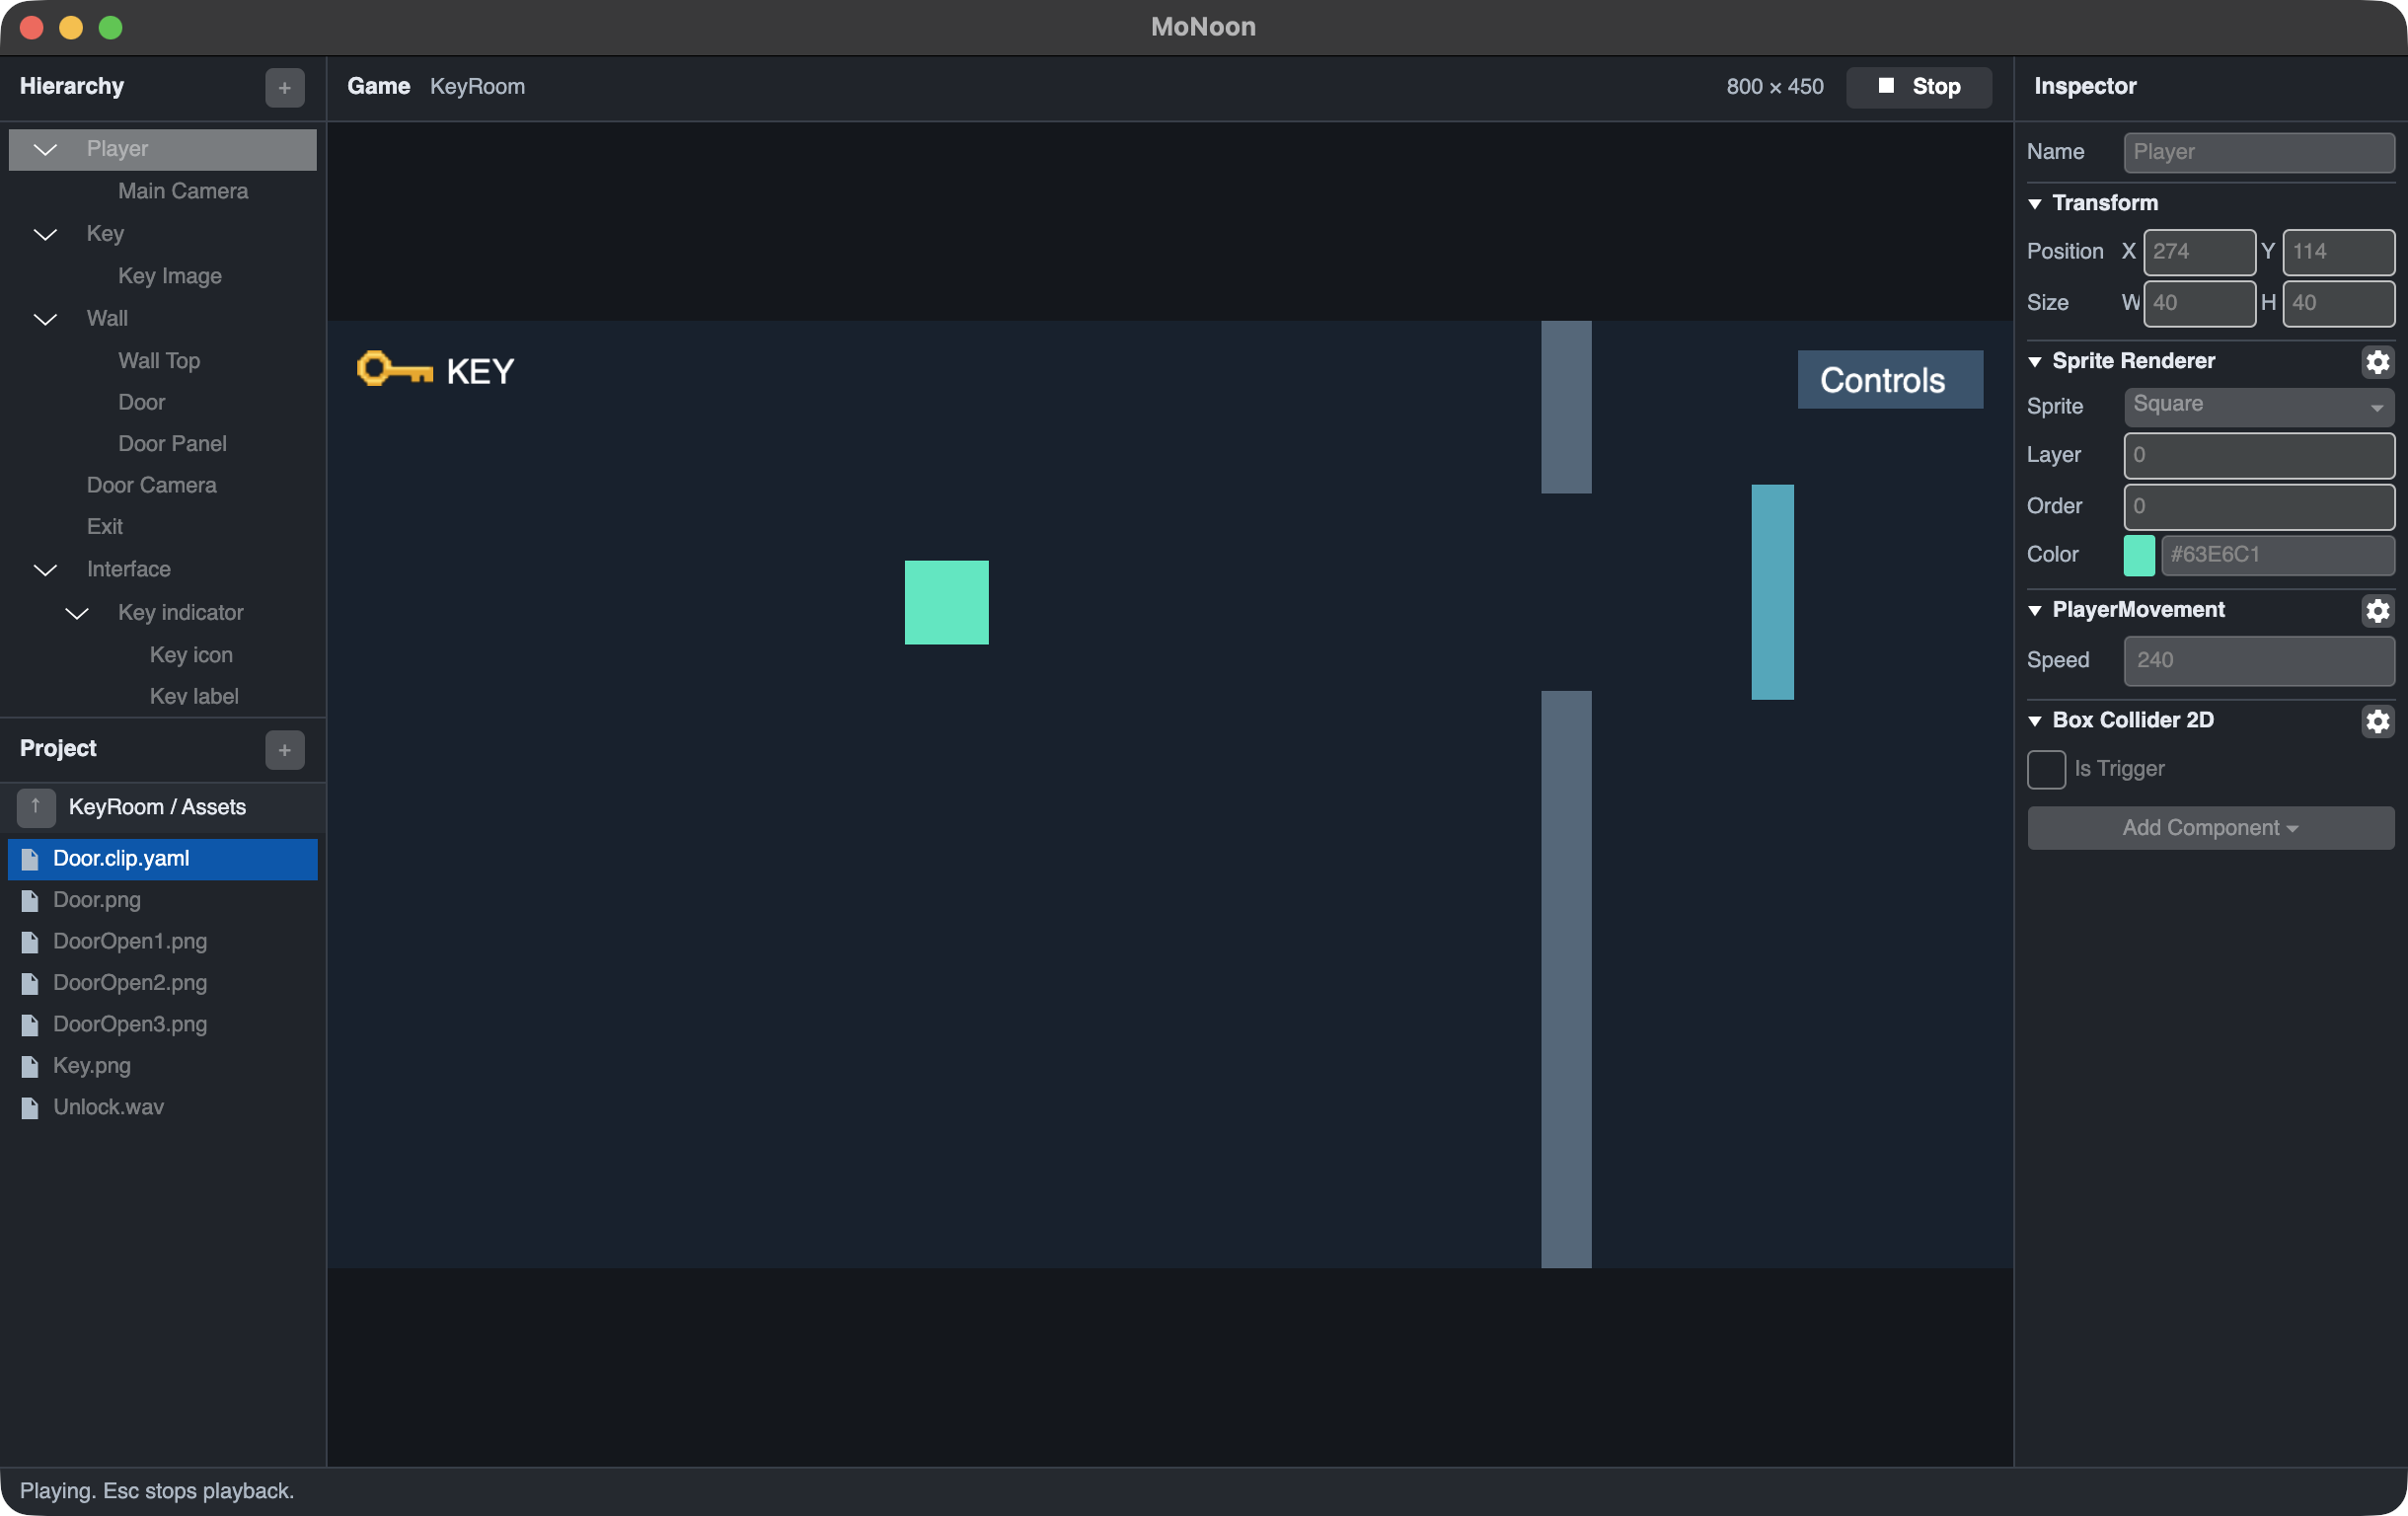 MoNoon
Hierarchy
+
Player
Main Camera
Key
Key Image
Wall
Wall Top
Door
Door Panel
Door Camera
Exit
Interface
Key indicator
Key icon
Key label
Project
+
↑ KeyRoom / Assets
Door.clip.yaml
Door.png
DoorOpen1.png
DoorOpen2.png
DoorOpen3.png
Key.png
Unlock.wav
Game KeyRoom 800 × 450 Stop
KEY
Controls
Inspector
Name Player
Transform
Position X 274 Y 114
Size W 40 H 40
Sprite Renderer
Sprite Square
Layer 0
Order 0
Color #63E6C1
PlayerMovement
Speed 240
Box Collider 2D
Is Trigger
Add Component
Playing. Esc stops playback.